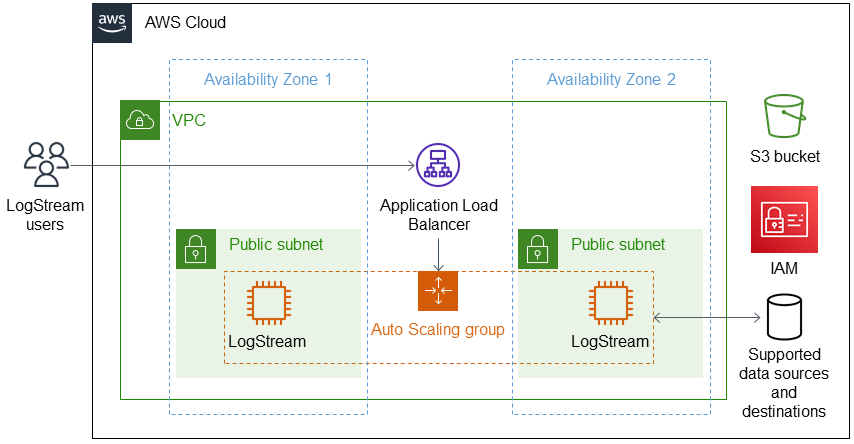 aws
AWS Cloud
Availability Zone 1
Availability Zone 2
VPC
S3 bucket
LogStream
users
Application Load
Balancer
Public subnet
Public subnet
IAM
Auto Scaling group
LogStream
LogStream
Supported
data sources
and
destinations